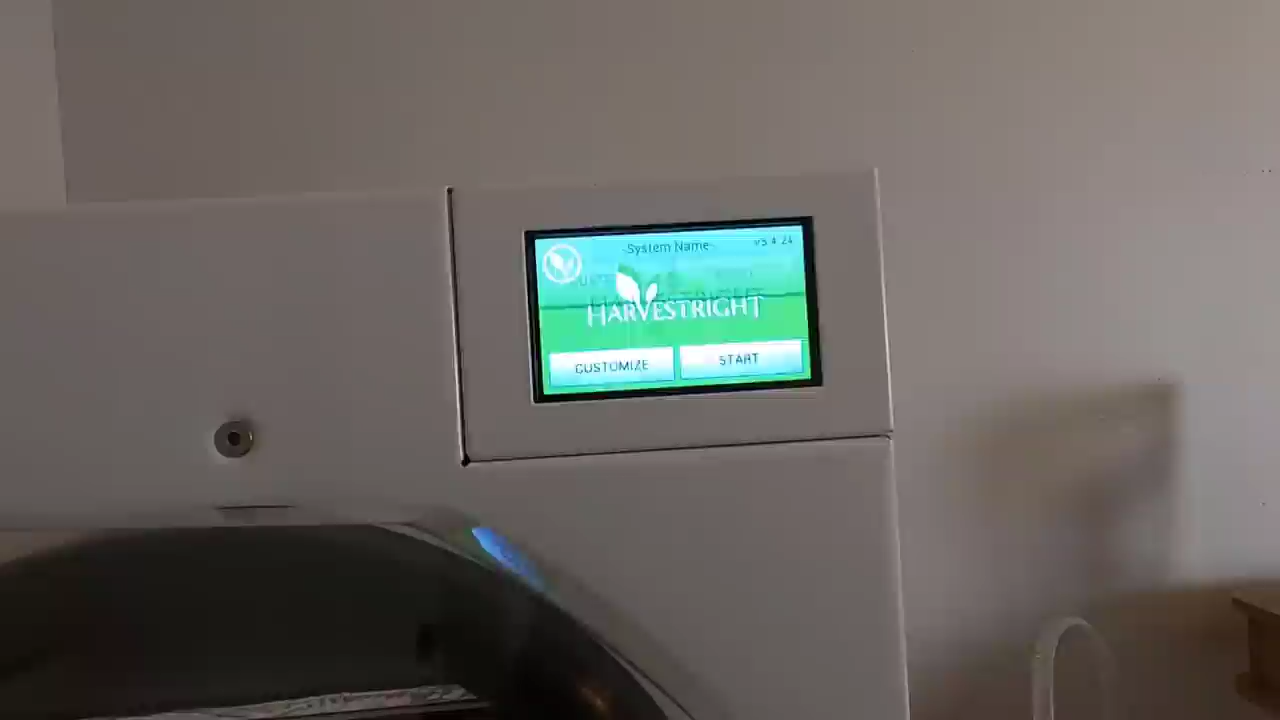 System Name
v5.4.24
HARVESTRIGHT
CUSTOMIZE
START